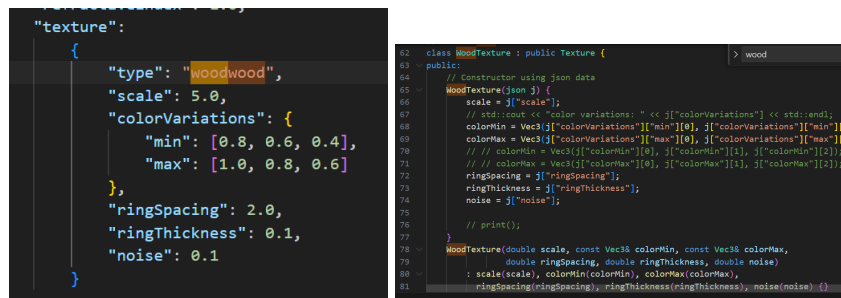 "texture":
{
"type": "woodwood",
"scale": 5.0,
"colorVariations": {
"min": [0.8, 0.6, 0.4],
"max": [1.0, 0.8, 0.6]
},
"ringSpacing": 2.0,
"ringThickness": 0.1,
"noise": 0.1
}
> wood
62 class WoodTexture : public Texture {
63 public:
64 // Constructor using json data
65 WoodTexture(json j) {
66 scale = j["scale"];
67 // std::cout << "color variations: " << j["colorVariations"] << std::endl;
68 colorMin = Vec3(j["colorVariations"]["min"][0], j["colorVariations"]["min"]
69 colorMax = Vec3(j["colorVariations"]["max"][0], j["colorVariations"]["max"]
70 // // colorMin = Vec3(j["colorMin"][0], j["colorMin"][1], j["colorMin"][2])
71 // // colorMax = Vec3(j["colorMax"][0], j["colorMax"][1], j["colorMax"][2]);
72 ringSpacing = j["ringSpacing"];
73 ringThickness = j["ringThickness"];
74 noise = j["noise"];
75
76 // print();
77 }
78 WoodTexture(double scale, const Vec3& colorMin, const Vec3& colorMax,
79 double ringSpacing, double ringThickness, double noise)
80 : scale(scale), colorMin(colorMin), colorMax(colorMax),
81 ringSpacing(ringSpacing), ringThickness(ringThickness), noise(noise) {}